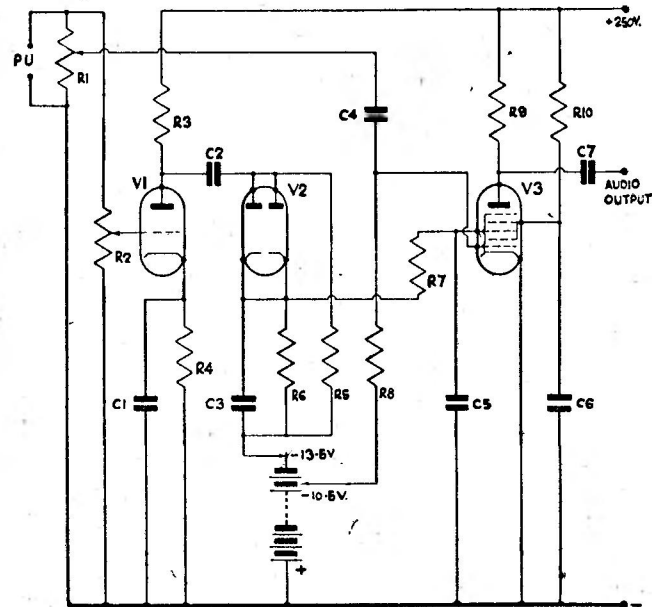 +250V.
PU
R1
R3
C4
R9
R10
C2
C7
V1
V2
V3
AUDIO
OUTPUT
R2
R7
R4
R6
R5
R8
C1
C3
C5
C6
-13.5V
-10.5V.
+
-